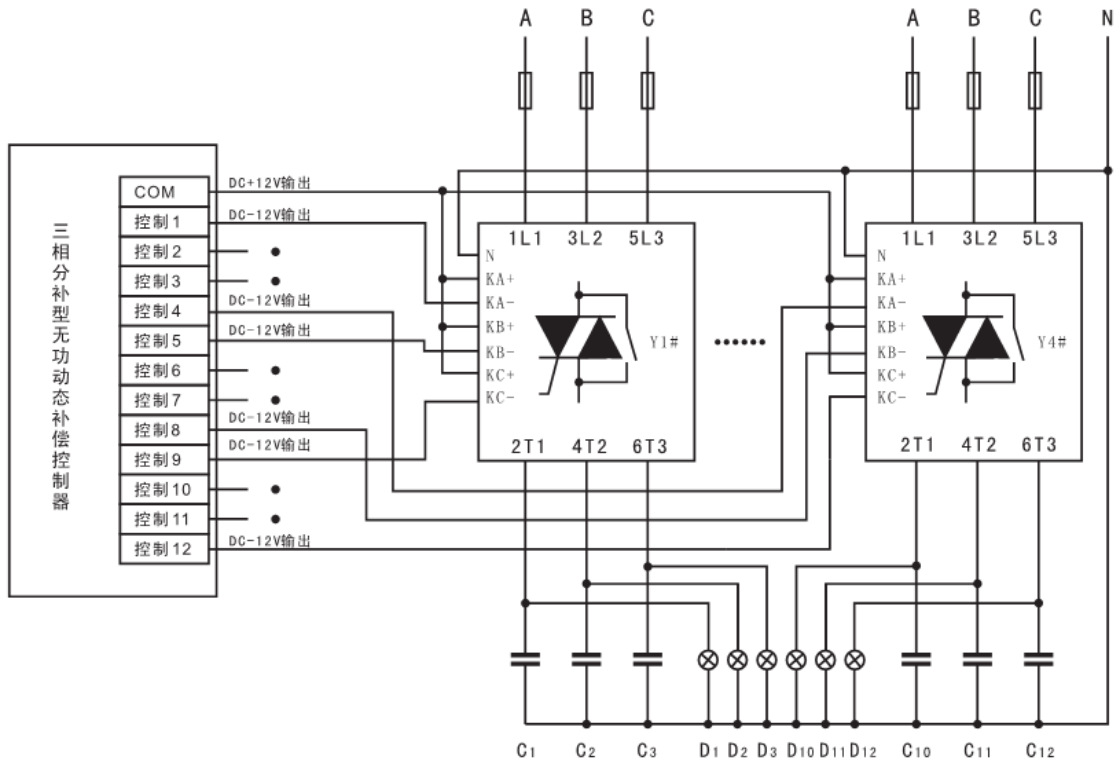 A B C A B C N
三相分补型无功动态补偿控制器
COM
控制1
控制2
控制3
控制4
控制5
控制6
控制7
控制8
控制9
控制10
控制11
控制12
DC+12V输出
DC-12V输出
DC-12V输出
DC-12V输出
DC-12V输出
DC-12V输出
DC-12V输出
1L1 3L2 5L3
N
KA+
KA-
KB+
KB-
KC+
KC-
Y1#
2T1 4T2 6T3
1L1 3L2 5L3
N
KA+
KA-
KB+
KB-
KC+
KC-
Y4#
2T1 4T2 6T3
C1 C2 C3 D1 D2 D3 D10 D11 D12 C10 C11 C12